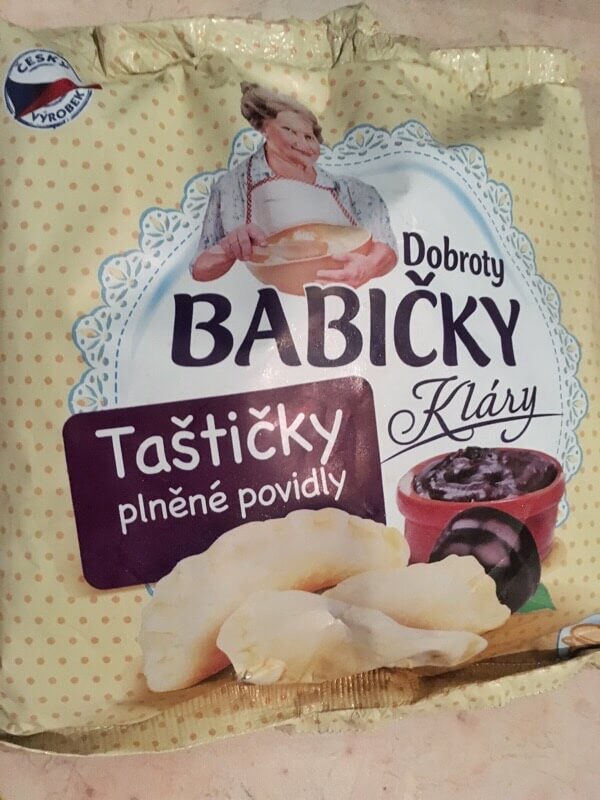 ČESKÝ
VÝROBEK
Dobroty
BABIČKY
Kláry
Taštičky
plněné povidly